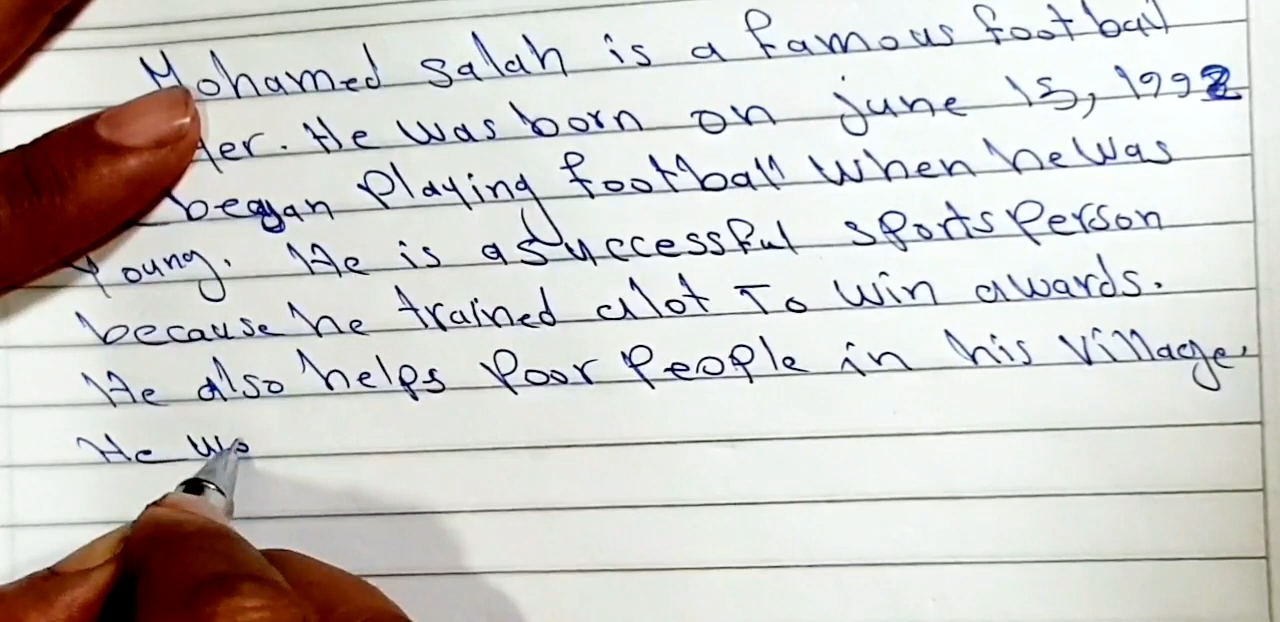 Mohamed Salah is a famous football
He was born on june 15, 1992
began playing football when he was
Young. He is a successful sports person
because he trained alot To win awards.
He also helps poor people in his village.
He